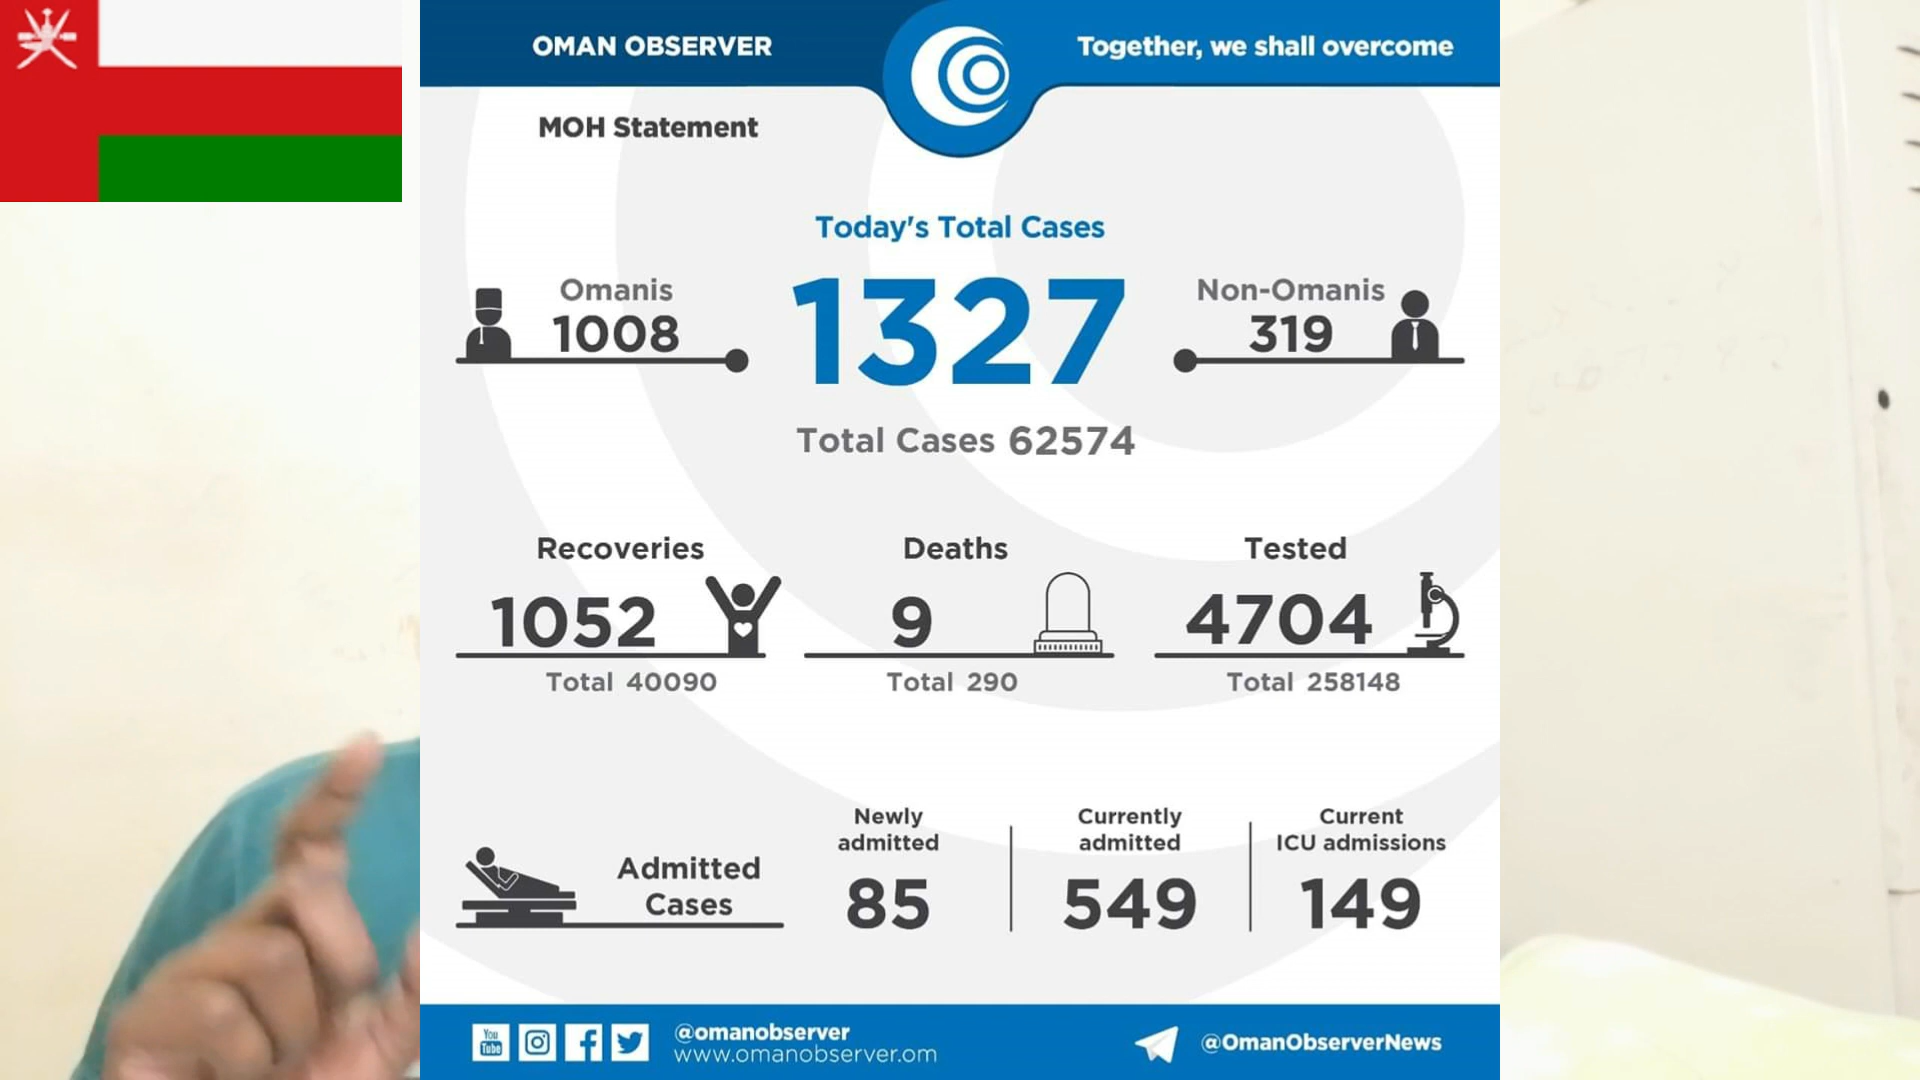 OMAN OBSERVER
Together, we shall overcome
MOH Statement
Today's Total Cases
1327
Omanis
1008
Non-Omanis
319
Total Cases 62574
Recoveries
1052
Total 40090
Deaths
9
Total 290
Tested
4704
Total 258148
Admitted
Cases
Newly
admitted
85
Currently
admitted
549
Current
ICU admissions
149
You
Tube
@omanobserver
www.omanobserver.om
@OmanObserverNews